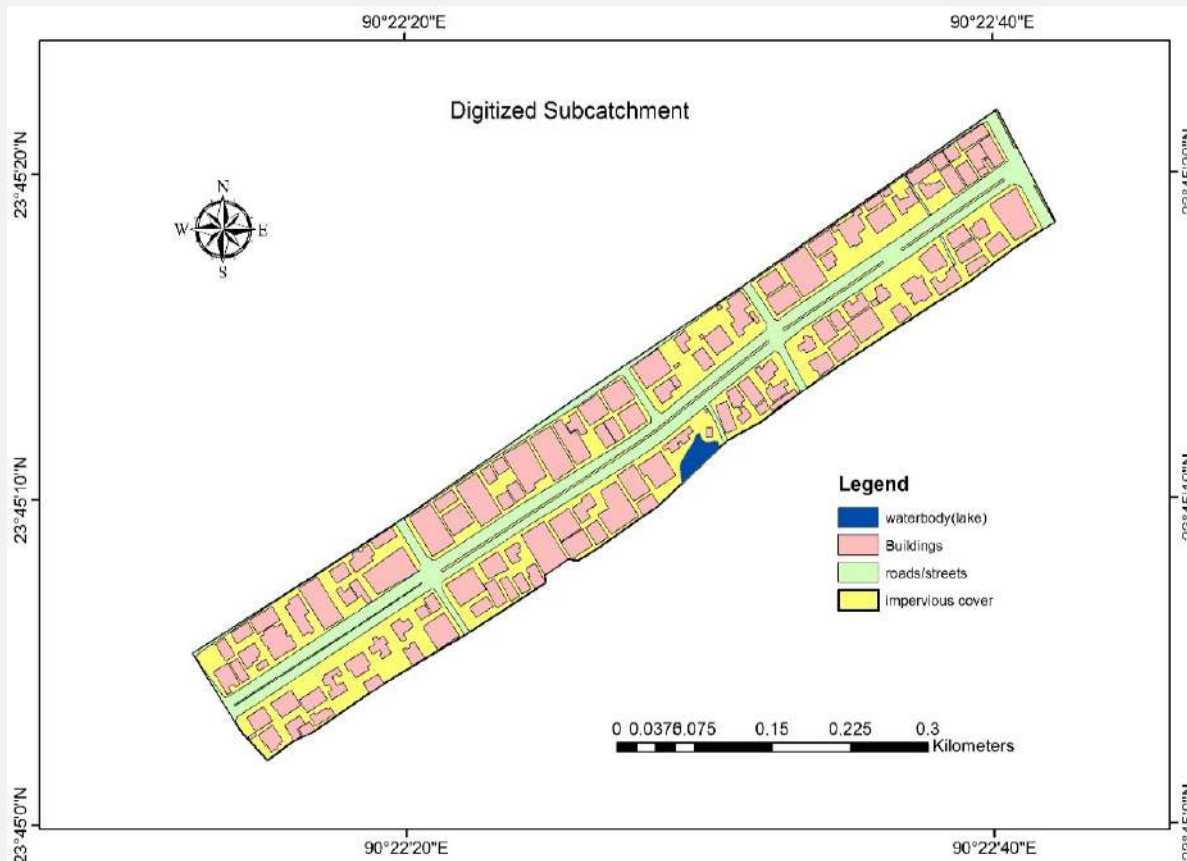 90°22'20"E 90°22'40"E
Digitized Subcatchment
23°45'20"N
N
W E
S
23°45'10"N
Legend
waterbody(lake)
Buildings
roads/streets
impervious cover
0 0.0375 0.075 0.15 0.225 0.3
Kilometers
23°45'0"N
90°22'20"E 90°22'40"E